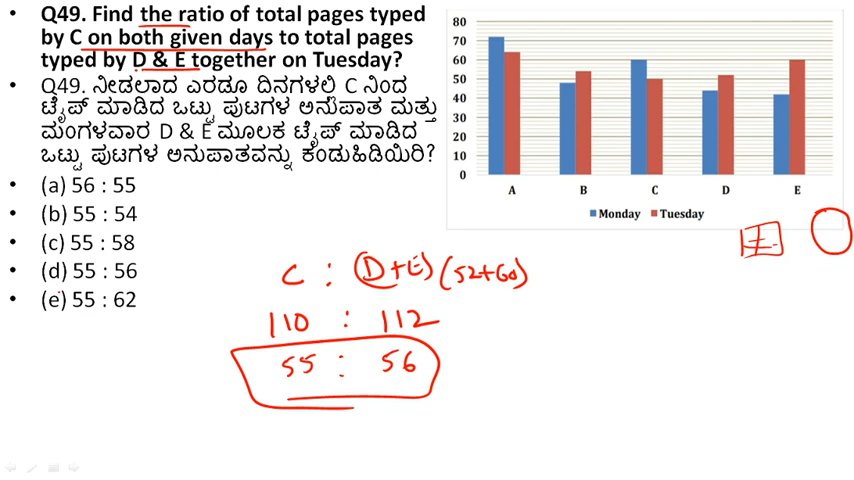 Q49. Find the ratio of total pages typed
by C on both given days to total pages
typed by D & E together on Tuesday?
Q49. ನೀಡಲಾದ ಎರಡೂ ದಿನಗಳಲ್ಲಿ C ನಿಂದ
ಟೈಪ್ ಮಾಡಿದ ಒಟ್ಟು ಪುಟಗಳ ಅನುಪಾತ ಮತ್ತು
ಮಂಗಳವಾರ D & E ಮೂಲಕ ಟೈಪ್ ಮಾಡಿದ
ಒಟ್ಟು ಪುಟಗಳ ಅನುಪಾತವನ್ನು ಕಂಡುಹಿಡಿಯಿರಿ?
(a) 56 : 55
(b) 55 : 54
(c) 55 : 58
(d) 55 : 56
(e) 55 : 62
80
70
60
50
40
30
20
10
0
A B C D E
Monday Tuesday
C : (D+E) (52+60)
110 : 112
55 : 56